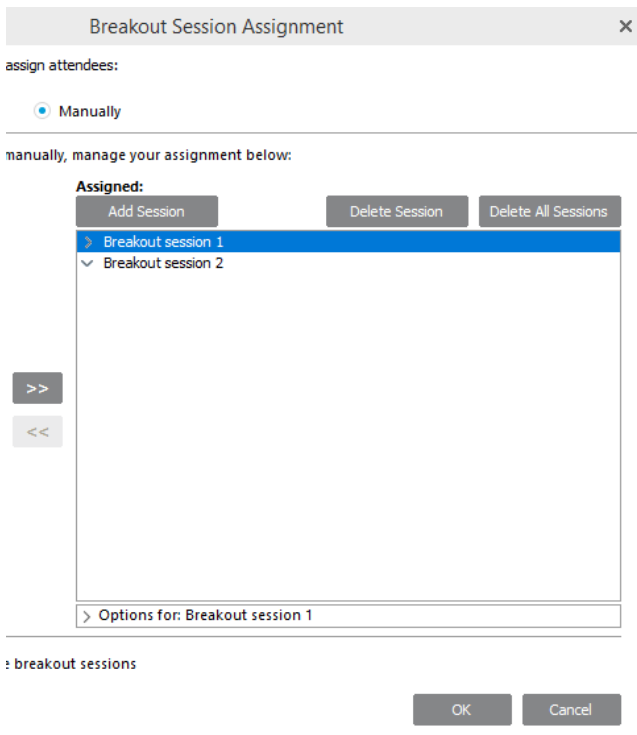 Breakout Session Assignment
assign attendees:
Manually
manually, manage your assignment below:
Assigned:
Add Session Delete Session Delete All Sessions
Breakout session 1
Breakout session 2
>>
<<
Options for: Breakout session 1
breakout sessions
OK Cancel